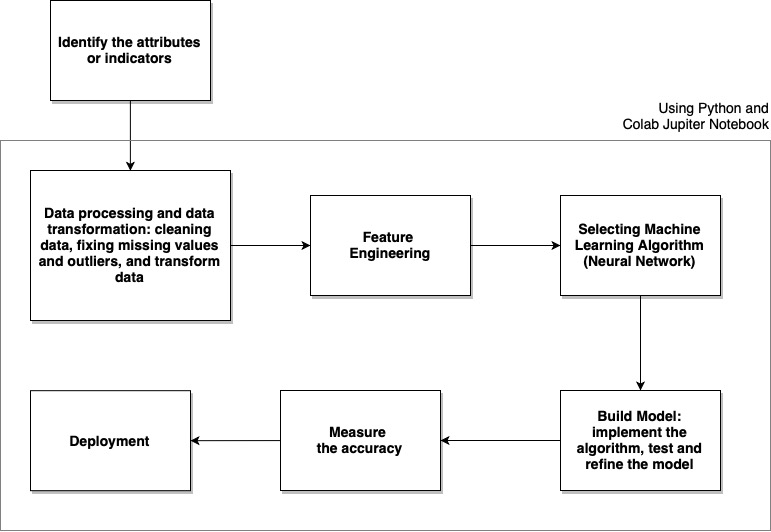 Identify the attributes
or indicators
Using Python and
Colab Jupiter Notebook
Data processing and data
transformation: cleaning
data, fixing missing values
and outliers, and transform
data
Feature
Engineering
Selecting Machine
Learning Algorithm
(Neural Network)
Build Model:
implement the
algorithm, test and
refine the model
Measure
the accuracy
Deployment